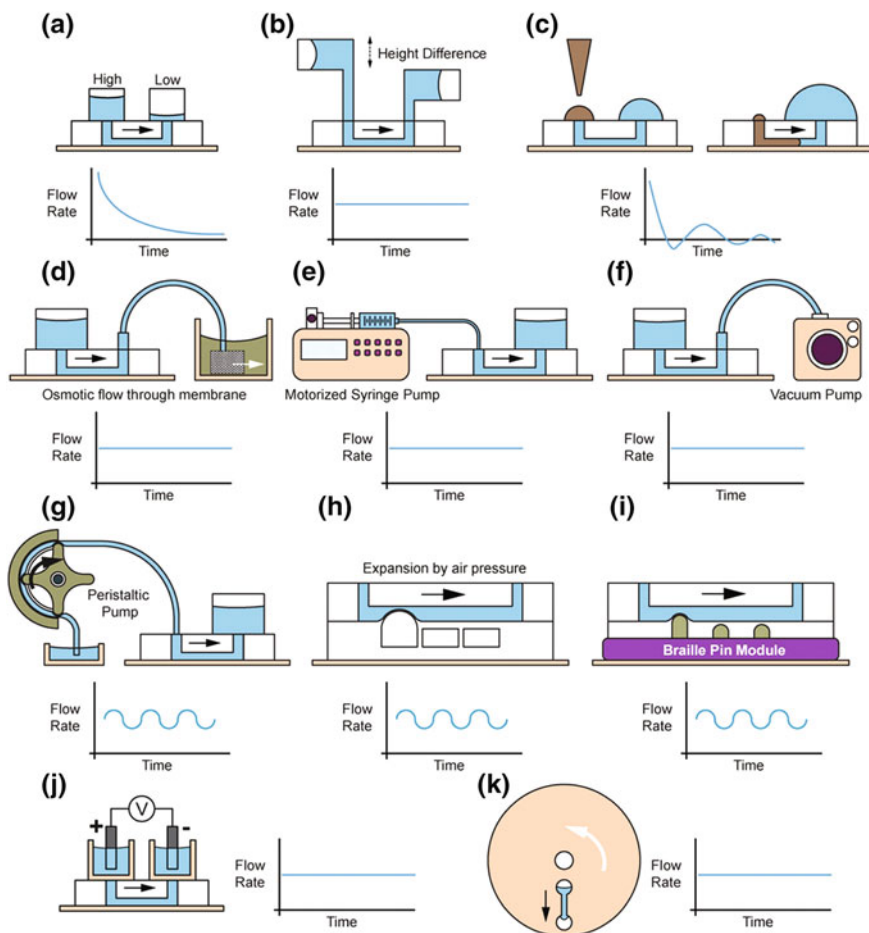 (a)
High Low
Flow
Rate
Time
(b)
Height Difference
Flow
Rate
Time
(c)
Flow
Rate
Time
(d)
Osmotic flow through membrane
Flow
Rate
Time
(e)
Motorized Syringe Pump
Flow
Rate
Time
(f)
Vacuum Pump
Flow
Rate
Time
(g)
Peristaltic
Pump
Flow
Rate
Time
(h)
Expansion by air pressure
Flow
Rate
Time
(i)
Braille Pin Module
Flow
Rate
Time
(j)
V
+ -
Flow
Rate
Time
(k)
Flow
Rate
Time